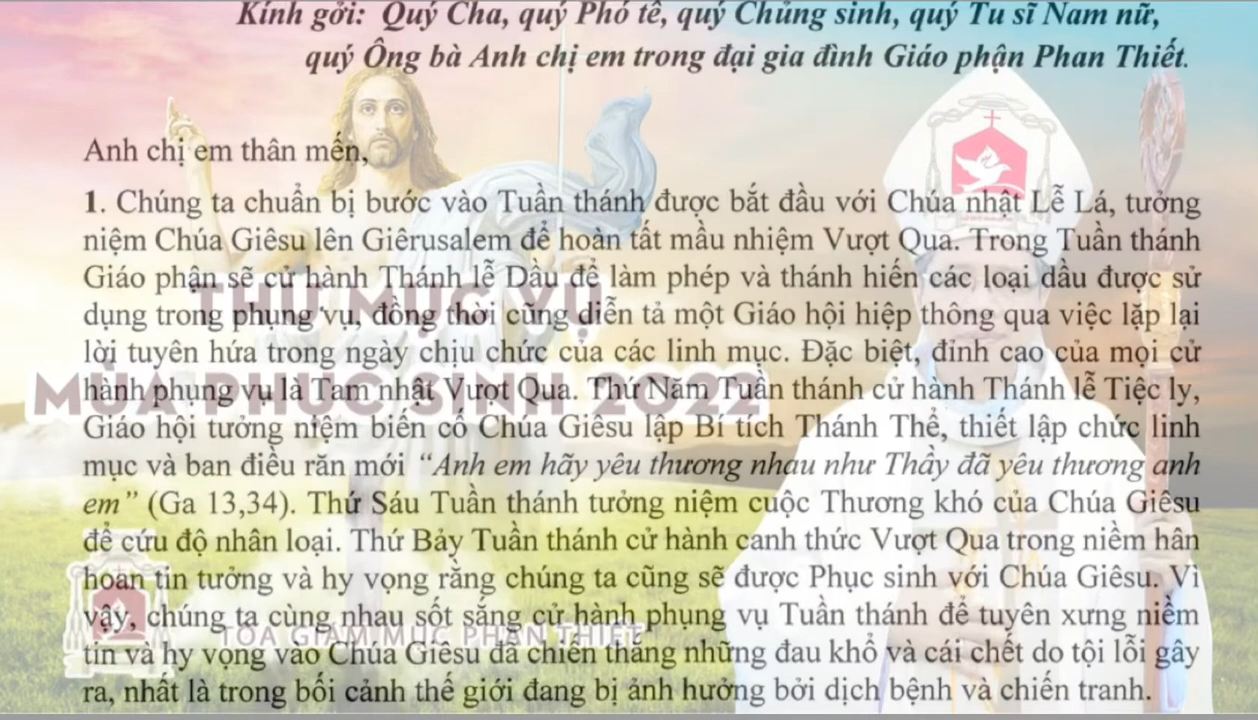 Kính gởi: Quý Cha, quý Phó tế, quý Chủng sinh, quý Tu sĩ Nam nữ,
quý Ông bà Anh chị em trong đại gia đình Giáo phận Phan Thiết.
Anh chị em thân mến,
1. Chúng ta chuẩn bị bước vào Tuần thánh được bắt đầu với Chúa nhật Lễ Lá, tưởng
niệm Chúa Giêsu lên Giêrusalem để hoàn tất mầu nhiệm Vượt Qua. Trong Tuần thánh
Giáo phận sẽ cử hành Thánh lễ Dầu để làm phép và thánh hiến các loại dầu được sử
dụng trong phụng vụ, đồng thời cũng diễn tả một Giáo hội hiệp thông qua việc lặp lại
lời tuyên hứa trong ngày chịu chức của các linh mục. Đặc biệt, đỉnh cao của mọi cử
hành phụng vụ là Tam nhật Vượt Qua. Thứ Năm Tuần thánh cử hành Thánh lễ Tiệc ly,
Giáo hội tưởng niệm biến cố Chúa Giêsu lập Bí tích Thánh Thể, thiết lập chức linh
mục và ban điều răn mới “Anh em hãy yêu thương nhau như Thầy đã yêu thương anh
em” (Ga 13,34). Thứ Sáu Tuần thánh tưởng niệm cuộc Thương khó của Chúa Giêsu
để cứu độ nhân loại. Thứ Bảy Tuần thánh cử hành canh thức Vượt Qua trong niềm hân
hoan tin tưởng và hy vọng rằng chúng ta cũng sẽ được Phục sinh với Chúa Giêsu. Vì
vậy, chúng ta cùng nhau sốt sắng cử hành phụng vụ Tuần thánh để tuyên xưng niềm
tin và hy vọng vào Chúa Giêsu đã chiến thắng những đau khổ và cái chết do tội lỗi gây
ra, nhất là trong bối cảnh thế giới đang bị ảnh hưởng bởi dịch bệnh và chiến tranh.
THƯ MỤC VỤ
MÙA PHỤC SINH 2022
TÒA GIÁM MỤC PHAN THIẾT